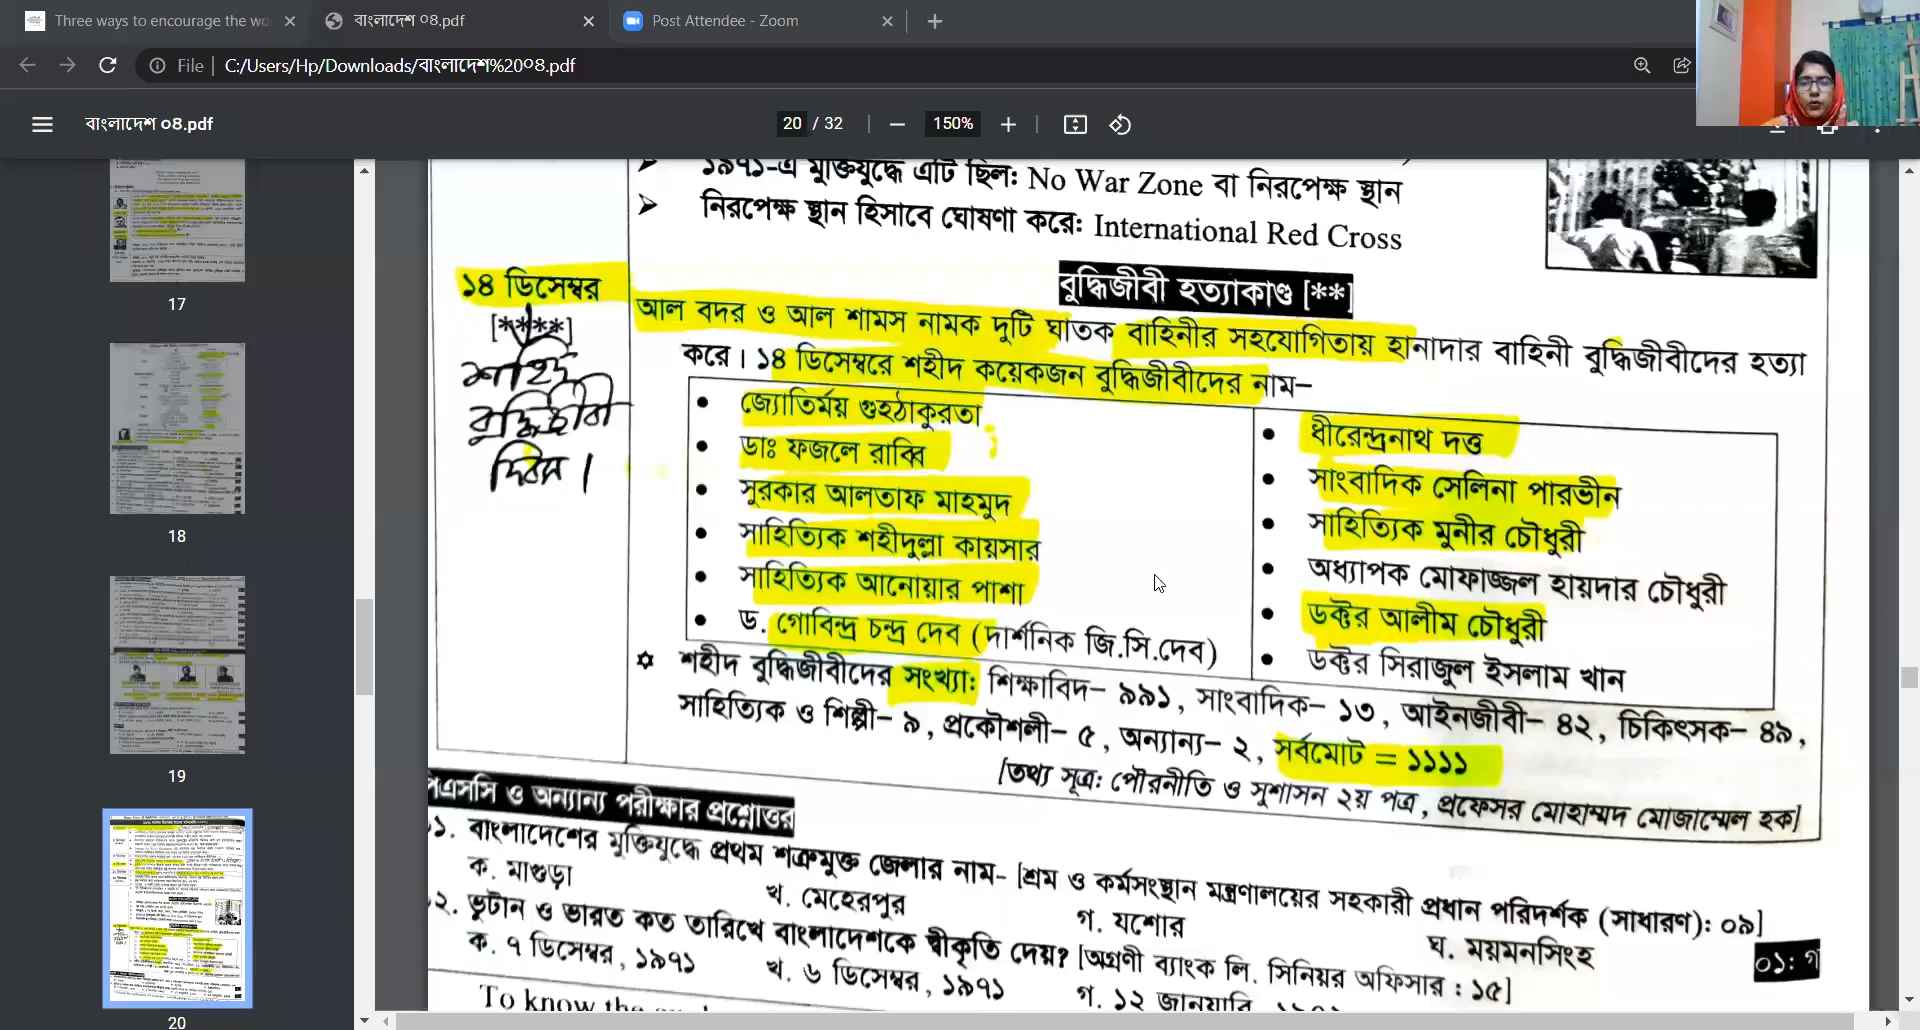 Three ways to encourage the wo
বাংলাদেশ ০৪.pdf
Post Attendee - Zoom
File | C:/Users/Hp/Downloads/বাংলাদেশ%20০৪.pdf
বাংলাদেশ ০৪.pdf
20 / 32
150%
17
18
19
20
১৯৭১-এ মুক্তিযুদ্ধে এটি ছিল: No War Zone বা নিরপেক্ষ স্থান
নিরপেক্ষ স্থান হিসাবে ঘোষণা করে: International Red Cross
১৪ ডিসেম্বর
[****]
শহিদ
বুদ্ধিজীবী
দিবস।
বুদ্ধিজীবী হত্যাকাণ্ড [**]
আল বদর ও আল শামস নামক দুটি ঘাতক বাহিনীর সহযোগিতায় হানাদার বাহিনী বুদ্ধিজীবীদের হত্যা
করে। ১৪ ডিসেম্বরে শহীদ কয়েকজন বুদ্ধিজীবীদের নাম–
• জ্যোতির্ময় গুহঠাকুরতা
• ডাঃ ফজলে রাব্বি
• সুরকার আলতাফ মাহমুদ
• সাহিত্যিক শহীদুল্লা কায়সার
• সাহিত্যিক আনোয়ার পাশা
• ড. গোবিন্দ্র চন্দ্র দেব (দার্শনিক জি.সি.দেব)
• ধীরেন্দ্রনাথ দত্ত
• সাংবাদিক সেলিনা পারভীন
• সাহিত্যিক মুনীর চৌধুরী
• অধ্যাপক মোফাজ্জল হায়দার চৌধুরী
• ডক্টর আলীম চৌধুরী
• ডক্টর সিরাজুল ইসলাম খান
✡ শহীদ বুদ্ধিজীবীদের সংখ্যা: শিক্ষাবিদ– ৯৯১, সাংবাদিক– ১৩, আইনজীবী– ৪২, চিকিৎসক– ৪৯,
সাহিত্যিক ও শিল্পী– ৯, প্রকৌশলী– ৫, অন্যান্য– ২, সর্বমোট = ১১১১
[তথ্য সূত্র: পৌরনীতি ও সুশাসন ২য় পত্র, প্রফেসর মোহাম্মদ মোজাম্মেল হক]
পিএসসি ও অন্যান্য পরীক্ষার প্রশ্নোত্তর
০১. বাংলাদেশের মুক্তিযুদ্ধে প্রথম শত্রুমুক্ত জেলার নাম– [শ্রম ও কর্মসংস্থান মন্ত্রণালয়ের সহকারী প্রধান পরিদর্শক (সাধারণ): ০৯]
ক. মাগুড়া খ. মেহেরপুর গ. যশোর ঘ. ময়মনসিংহ
০১: গ
০২. ভুটান ও ভারত কত তারিখে বাংলাদেশকে স্বীকৃতি দেয়? [অগ্রণী ব্যাংক লি. সিনিয়র অফিসার : ১৫]
ক. ৭ ডিসেম্বর, ১৯৭১ খ. ৬ ডিসেম্বর, ১৯৭১ গ. ১২ জানুয়ারি,
To know the